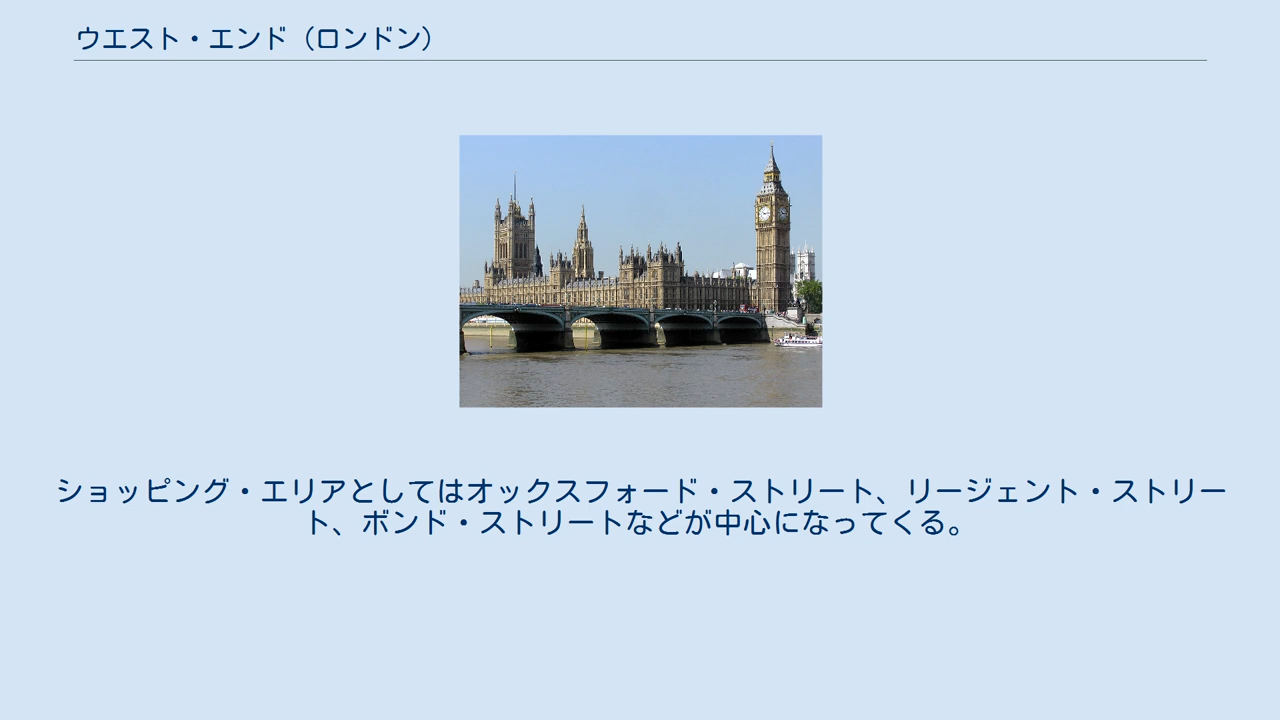 ウエスト・エンド（ロンドン）
ショッピング・エリアとしてはオックスフォード・ストリート、リージェント・ストリー
ト、ボンド・ストリートなどが中心になってくる。